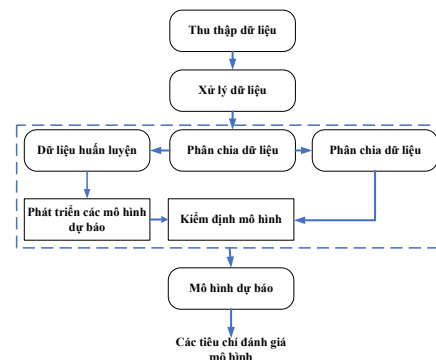 Thu thập dữ liệu
Xử lý dữ liệu
Dữ liệu huấn luyện
Phân chia dữ liệu
Phân chia dữ liệu
Phát triển các mô hình
dự báo
Kiểm định mô hình
Mô hình dự báo
Các tiêu chí đánh giá
mô hình